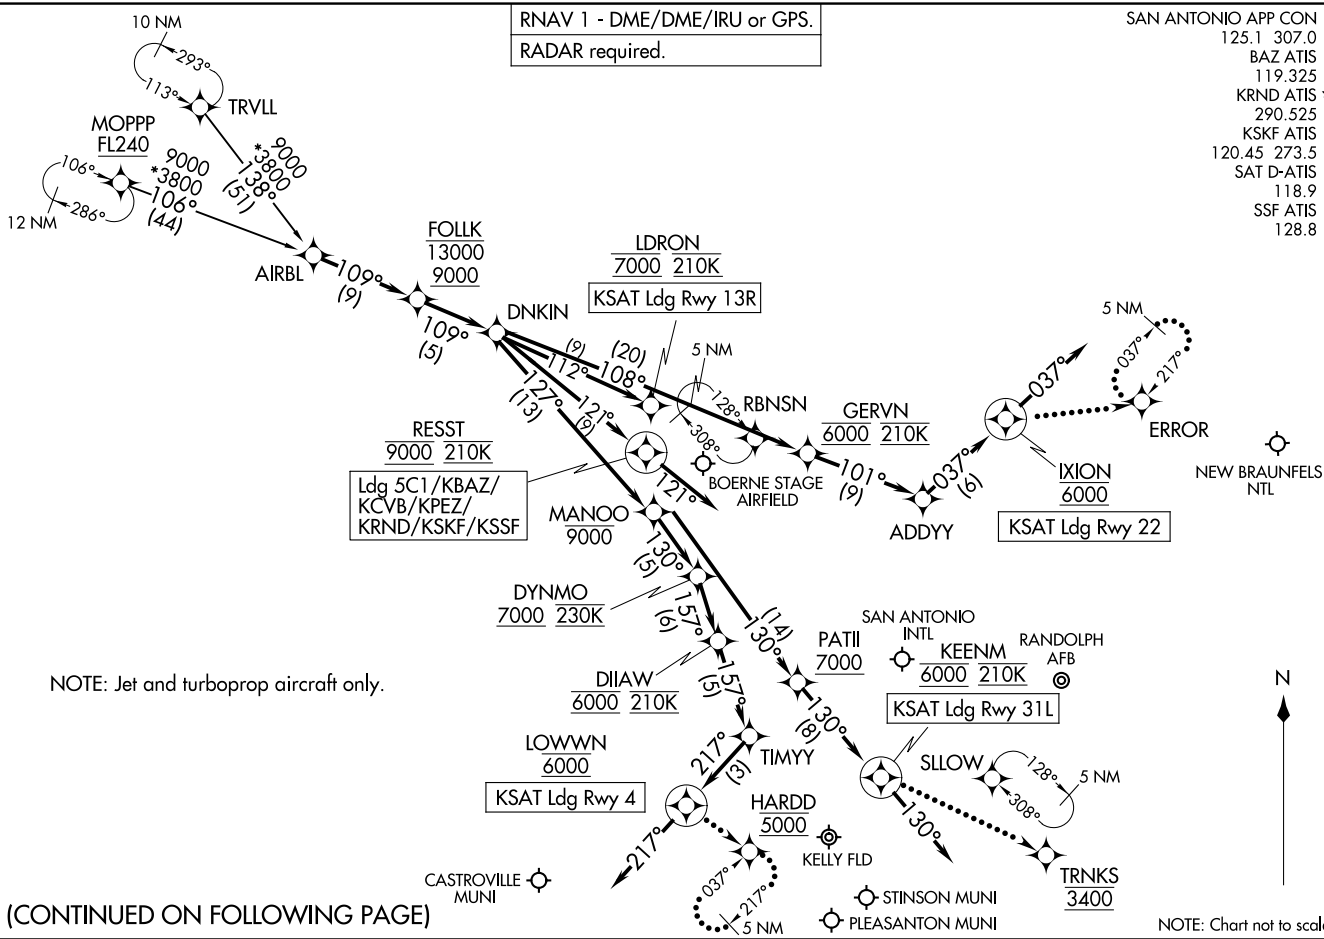 RNAV 1 - DME/DME/IRU or GPS.
RADAR required.
SAN ANTONIO APP CON
125.1 307.0
BAZ ATIS
119.325
KRND ATIS
290.525
KSKF ATIS
120.45 273.5
SAT D-ATIS
118.9
SSF ATIS
128.8
10 NM
293°
113°
TRVLL
MOPPP
FL240
106°
286°
12 NM
9000
*3800
106°
(44)
9000
*3800
138°
(51)
AIRBL
109°
(9)
FOLLK
13000
9000
109°
(5)
DNKIN
LDRON
7000 210K
KSAT Ldg Rwy 13R
(9)
112°
(20)
108°
5 NM
128°
308°
RBNSN
GERVN
6000 210K
101°
(9)
ADDYY
037°
(6)
037°
IXION
6000
KSAT Ldg Rwy 22
5 NM
037°
217°
ERROR
NEW BRAUNFELS
NTL
127°
(13)
121°
(9)
RESST
9000 210K
Ldg 5C1/KBAZ/
KCVB/KPEZ/
KRND/KSKF/KSSF
121°
BOERNE STAGE
AIRFIELD
MANOO
9000
130°
(5)
DYNMO
7000 230K
157°
(6)
DIIAW
6000 210K
157°
(5)
(14)
130°
PATII
7000
SAN ANTONIO
INTL
KEENM
6000 210K
KSAT Ldg Rwy 31L
RANDOLPH
AFB
N
NOTE: Jet and turboprop aircraft only.
130°
(8)
TIMYY
217°
(3)
LOWWN
6000
KSAT Ldg Rwy 4
217°
HARDD
5000
037°
217°
5 NM
KELLY FLD
SLLOW
128°
308°
5 NM
130°
TRNKS
3400
CASTROVILLE
MUNI
STINSON MUNI
PLEASANTON MUNI
(CONTINUED ON FOLLOWING PAGE)
NOTE: Chart not to scale